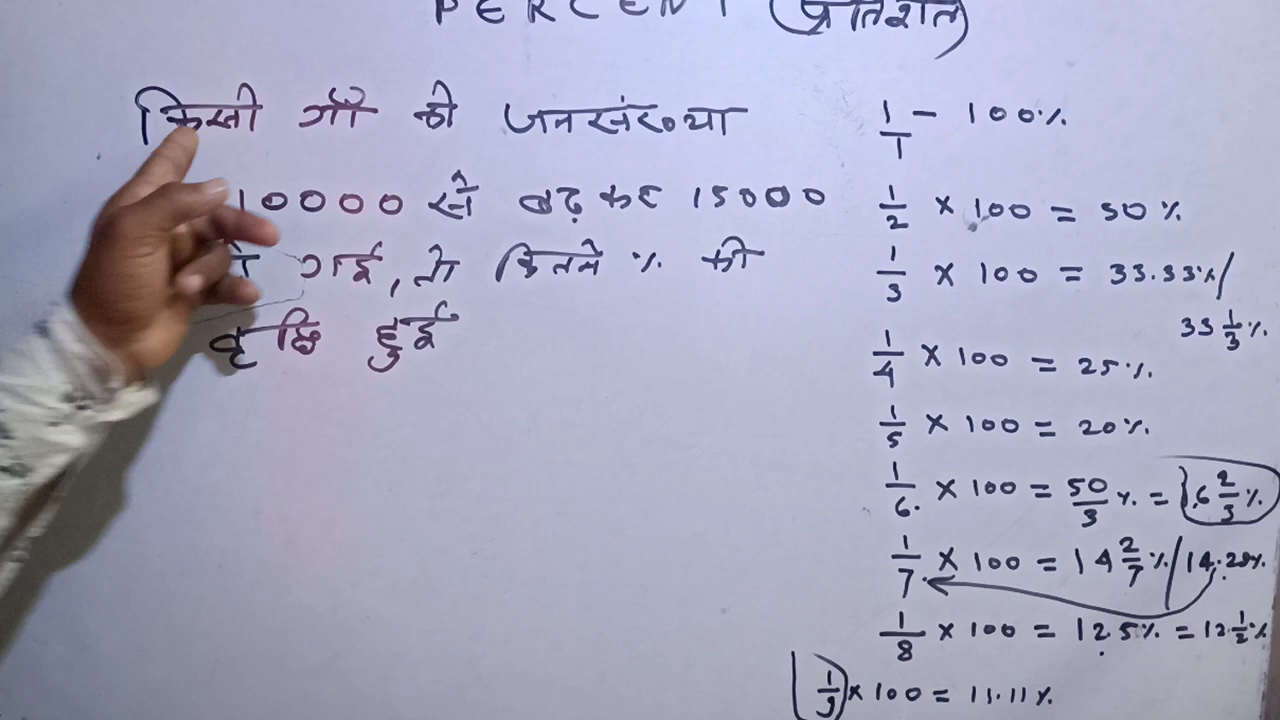 PERCENT (प्रतिशत)
किसी गाँव की जनसंख्या
10000 से बढ़ कर 15000
गई, तो कितने % की
वृद्धि हुई
1/1 - 100%
1/2 × 100 = 50%
1/3 × 100 = 33.33% /
33 1/3 %
1/4 × 100 = 25%
1/5 × 100 = 20%
1/6 × 100 = 50/3 % = 16 2/3 %
1/7 × 100 = 14 2/7 % / 14.28%
1/8 × 100 = 12.5% = 12 1/2 %
1/9 × 100 = 11.11%